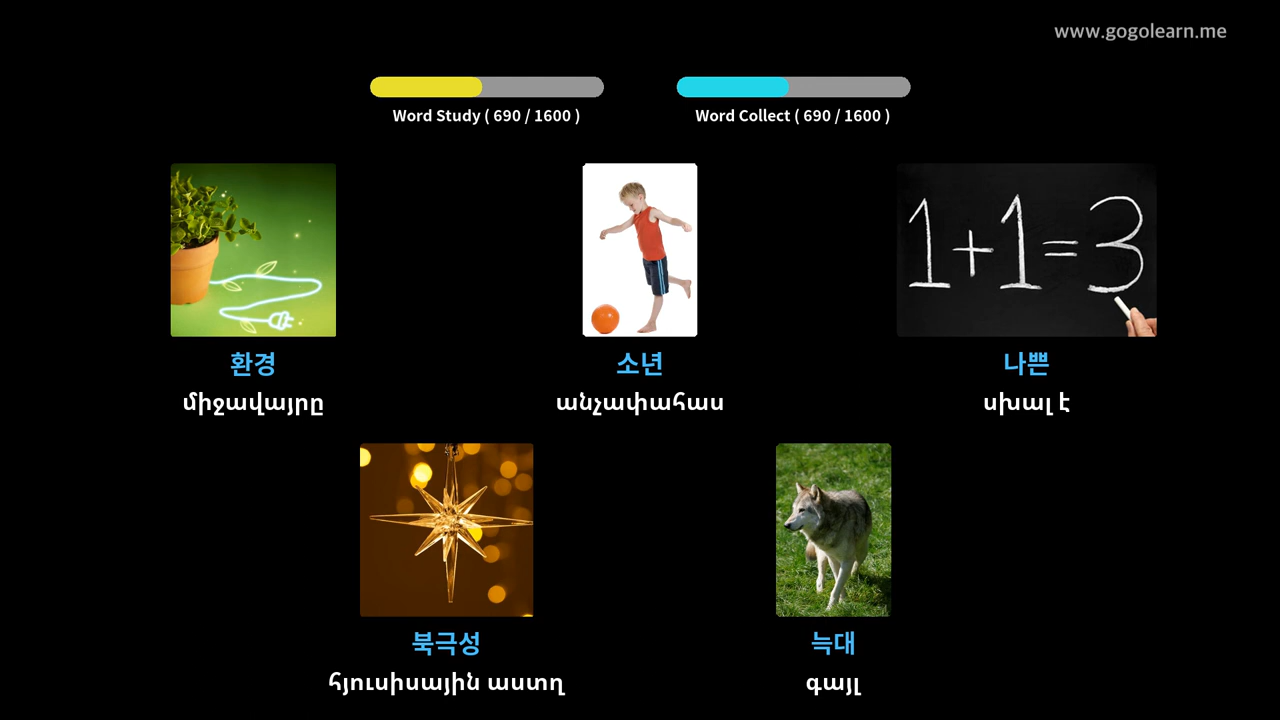 www.gogolearn.me
Word Study ( 690 / 1600 )
Word Collect ( 690 / 1600 )
1+1=3
환경
소년
나쁜
միջավայրը
անչափահաս
սխալ է
북극성
늑대
հյուսիսային աստղ
գայլ